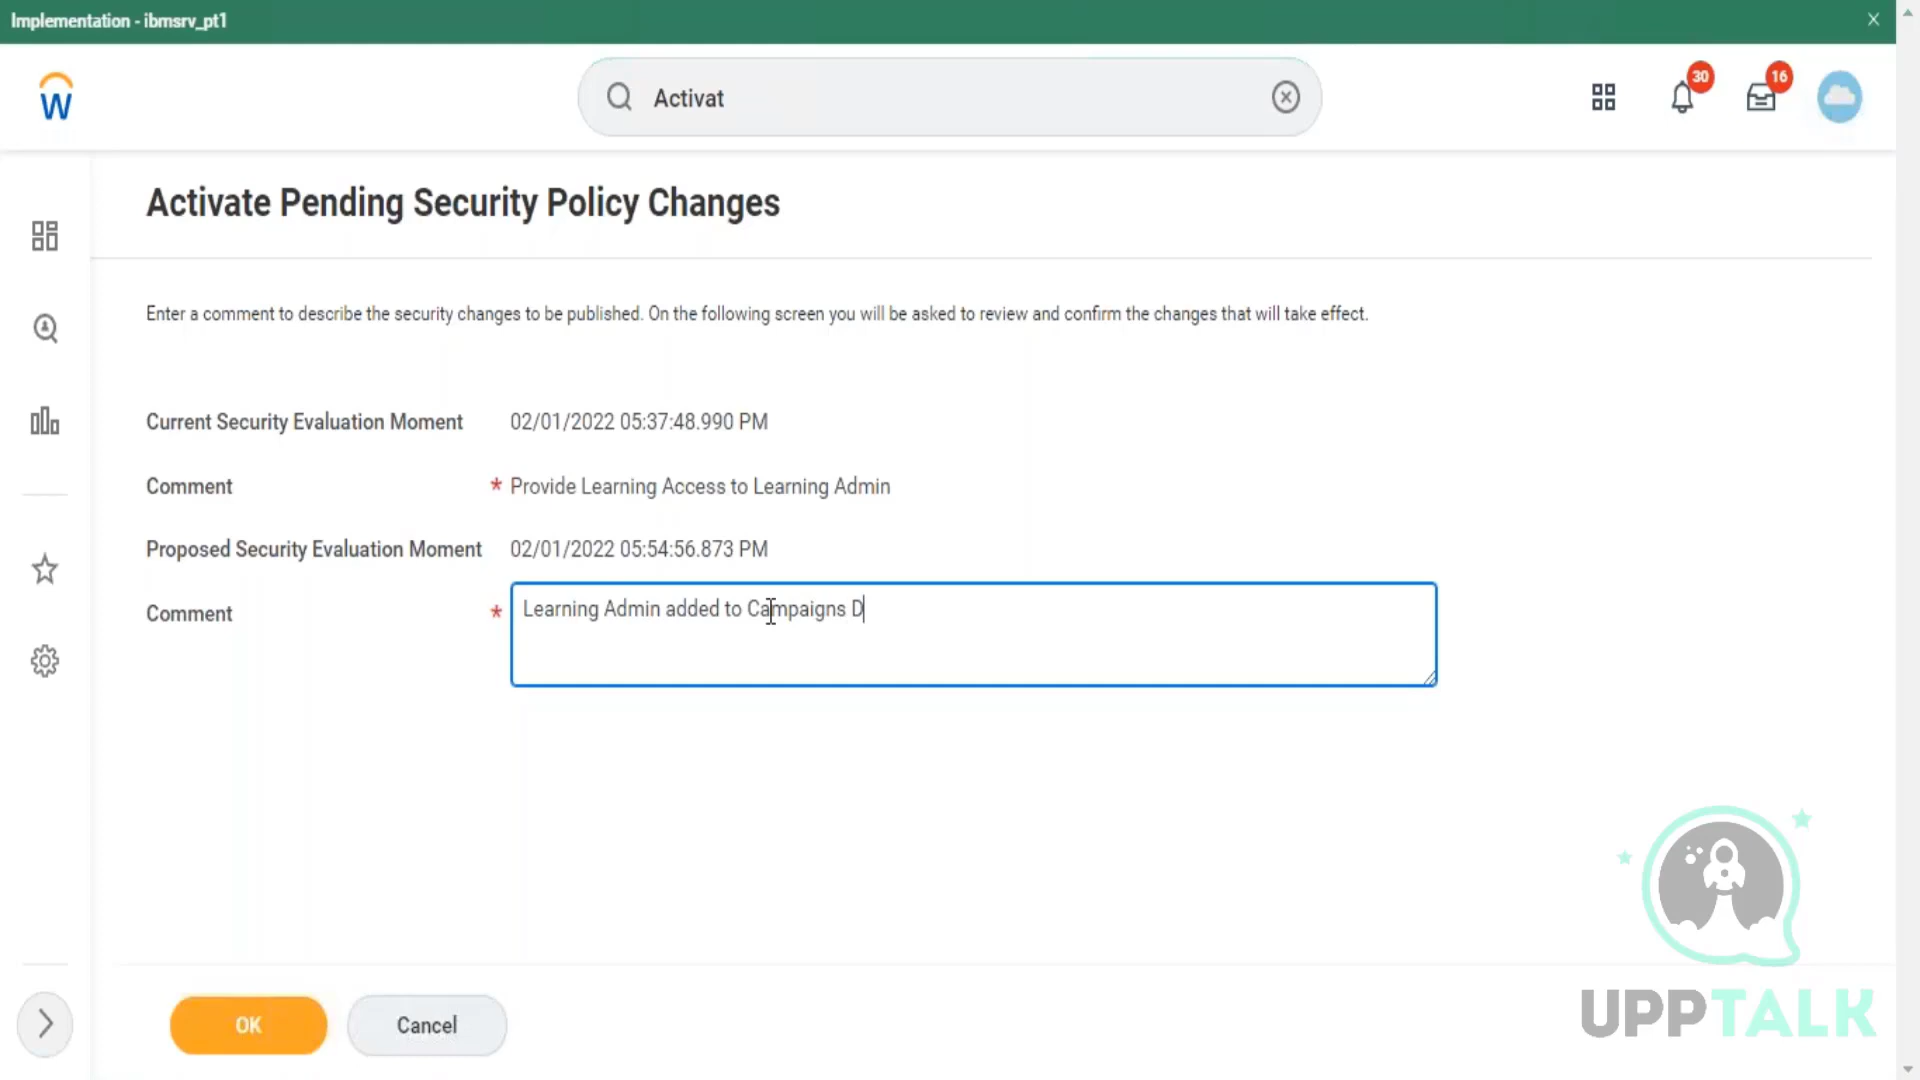 Implementation - ibmsrv_pt1
W
Activat
30
16
Activate Pending Security Policy Changes
Enter a comment to describe the security changes to be published. On the following screen you will be asked to review and confirm the changes that will take effect.
Current Security Evaluation Moment 02/01/2022 05:37:48.990 PM
Comment * Provide Learning Access to Learning Admin
Proposed Security Evaluation Moment 02/01/2022 05:54:56.873 PM
Comment * Learning Admin added to Campaigns D
OK Cancel
UPPTALK